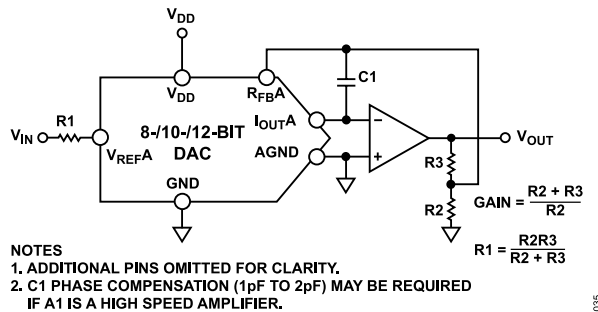 VDD
VDD
RFBA
C1
R1
VIN
VREFA
8-/10-/12-BIT
DAC
IOUTA
AGND
GND
−
+
VOUT
R3
R2
GAIN = R2 + R3
R2
R1 = R2R3
R2 + R3
NOTES
1. ADDITIONAL PINS OMITTED FOR CLARITY.
2. C1 PHASE COMPENSATION (1pF TO 2pF) MAY BE REQUIRED
IF A1 IS A HIGH SPEED AMPLIFIER.
035